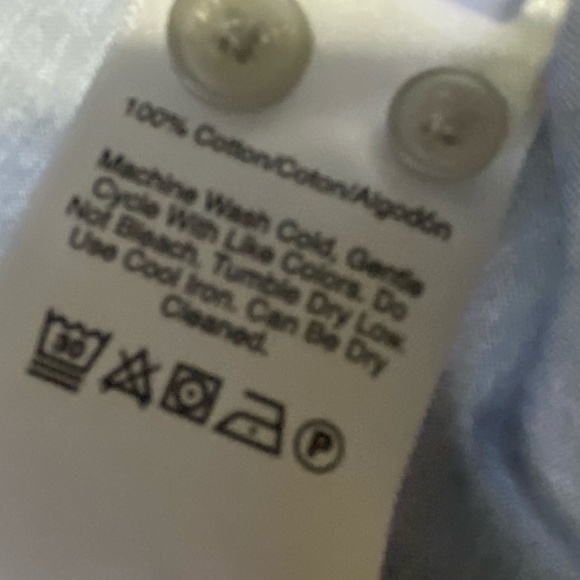 100% Cotton/Coton/Algodón
Machine Wash Cold, Gentle
Cycle With Like Colors. Do
Not Bleach. Tumble Dry Low.
Use Cool Iron. Can Be Dry
Cleaned.
30 P